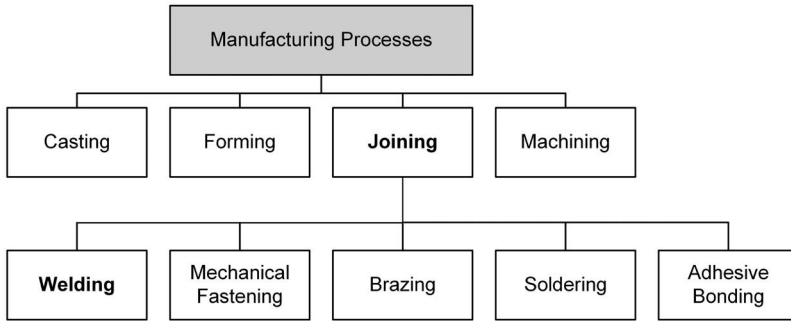 Manufacturing Processes
Casting
Forming
Joining
Machining
Welding
Mechanical
Fastening
Brazing
Soldering
Adhesive
Bonding